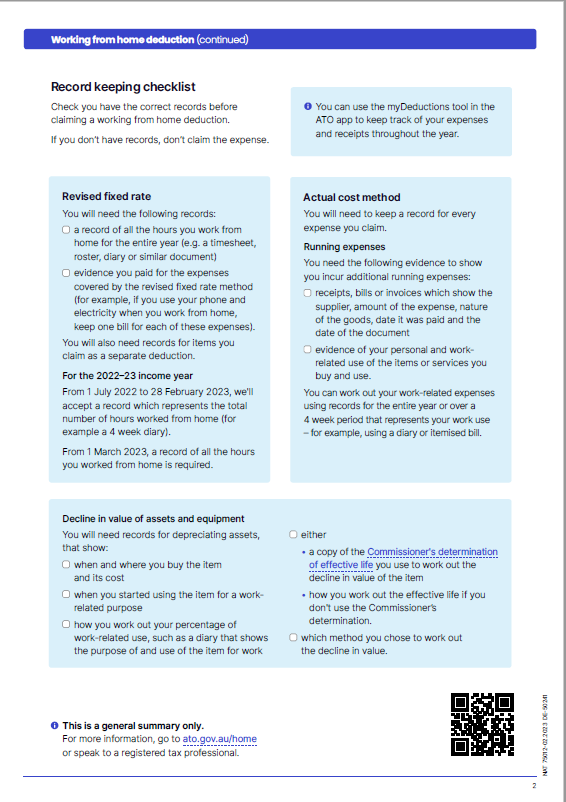 Working from home deduction (continued)
Record keeping checklist
Check you have the correct records before
claiming a working from home deduction.
If you don't have records, don't claim the expense.
You can use the myDeductions tool in the
ATO app to keep track of your expenses
and receipts throughout the year.
Revised fixed rate
You will need the following records:
a record of all the hours you work from
home for the entire year (e.g. a timesheet,
roster, diary or similar document)
evidence you paid for the expenses
covered by the revised fixed rate method
(for example, if you use your phone and
electricity when you work from home,
keep one bill for each of these expenses).
You will also need records for items you
claim as a separate deduction.
For the 2022–23 income year
From 1 July 2022 to 28 February 2023, we'll
accept a record which represents the total
number of hours worked from home (for
example a 4 week diary).
From 1 March 2023, a record of all the hours
you worked from home is required.
Actual cost method
You will need to keep a record for every
expense you claim.
Running expenses
You need the following evidence to show
you incur additional running expenses:
receipts, bills or invoices which show the
supplier, amount of the expense, nature
of the goods, date it was paid and the
date of the document
evidence of your personal and work-
related use of the items or services you
buy and use.
You can work out your work-related expenses
using records for the entire year or over a
4 week period that represents your work use
– for example, using a diary or itemised bill.
Decline in value of assets and equipment
You will need records for depreciating assets,
that show:
when and where you buy the item
and its cost
when you started using the item for a work-
related purpose
how you work out your percentage of
work-related use, such as a diary that shows
the purpose of and use of the item for work
either
• a copy of the Commissioner's determination
of effective life you use to work out the
decline in value of the item
• how you work out the effective life if you
don't use the Commissioner's
determination.
which method you chose to work out
the decline in value.
This is a general summary only.
For more information, go to ato.gov.au/home
or speak to a registered tax professional.
NAT 75012-02.2023 DE-50241
2